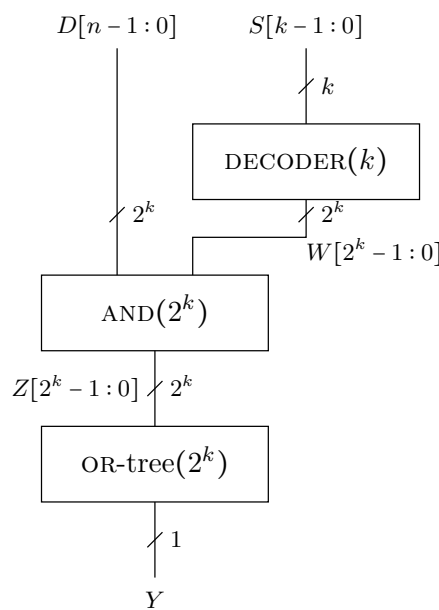 D[n − 1 : 0] S[k − 1 : 0]
k
DECODER(k)
2^k 2^k
W[2^k − 1 : 0]
AND(2^k)
Z[2^k − 1 : 0] 2^k
OR-tree(2^k)
1
Y